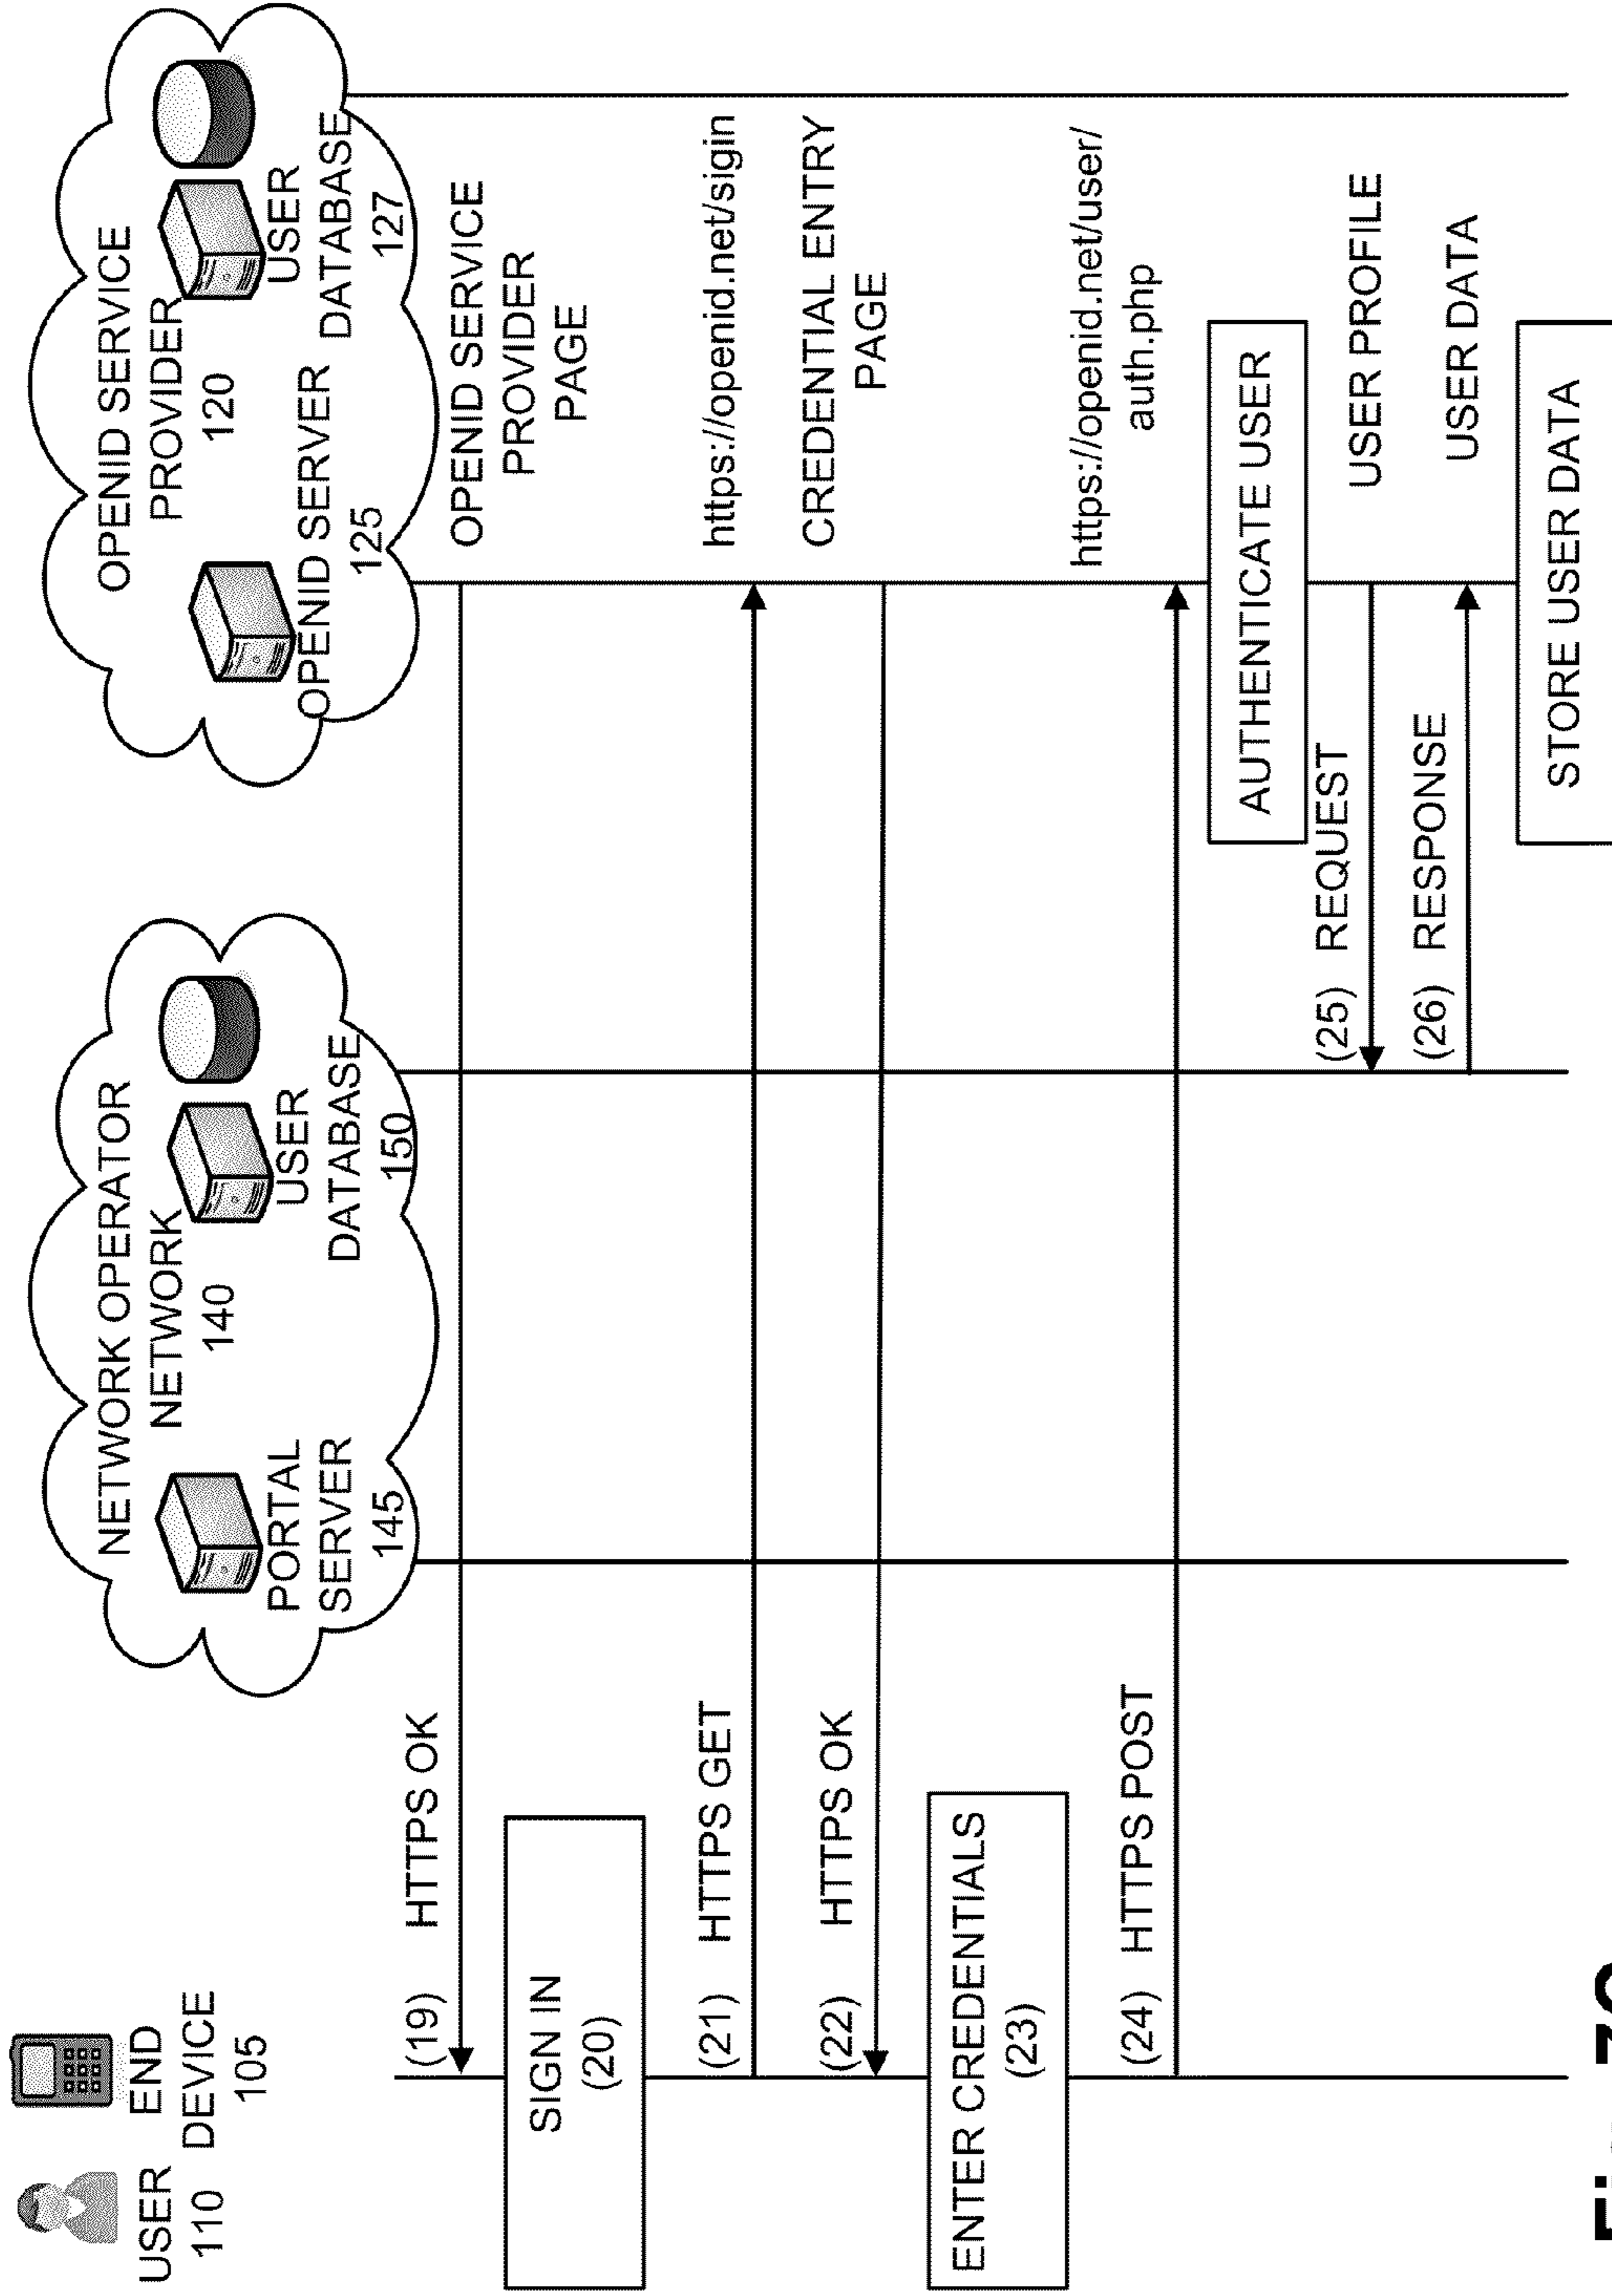 USER
110
END
DEVICE
105
NETWORK OPERATOR
NETWORK
140
PORTAL
SERVER
145
USER
DATABASE
150
OPENID SERVICE
PROVIDER
120
OPENID SERVER
125
USER
DATABASE
127
(19) HTTPS OK
OPENID SERVICE
PROVIDER
PAGE
SIGN IN
(20)
(21) HTTPS GET
https://openid.net/sigin
(22) HTTPS OK
CREDENTIAL ENTRY
PAGE
ENTER CREDENTIALS
(23)
(24) HTTPS POST
https://openid.net/user/
auth.php
AUTHENTICATE USER
(25) REQUEST
USER PROFILE
(26) RESPONSE
USER DATA
STORE USER DATA